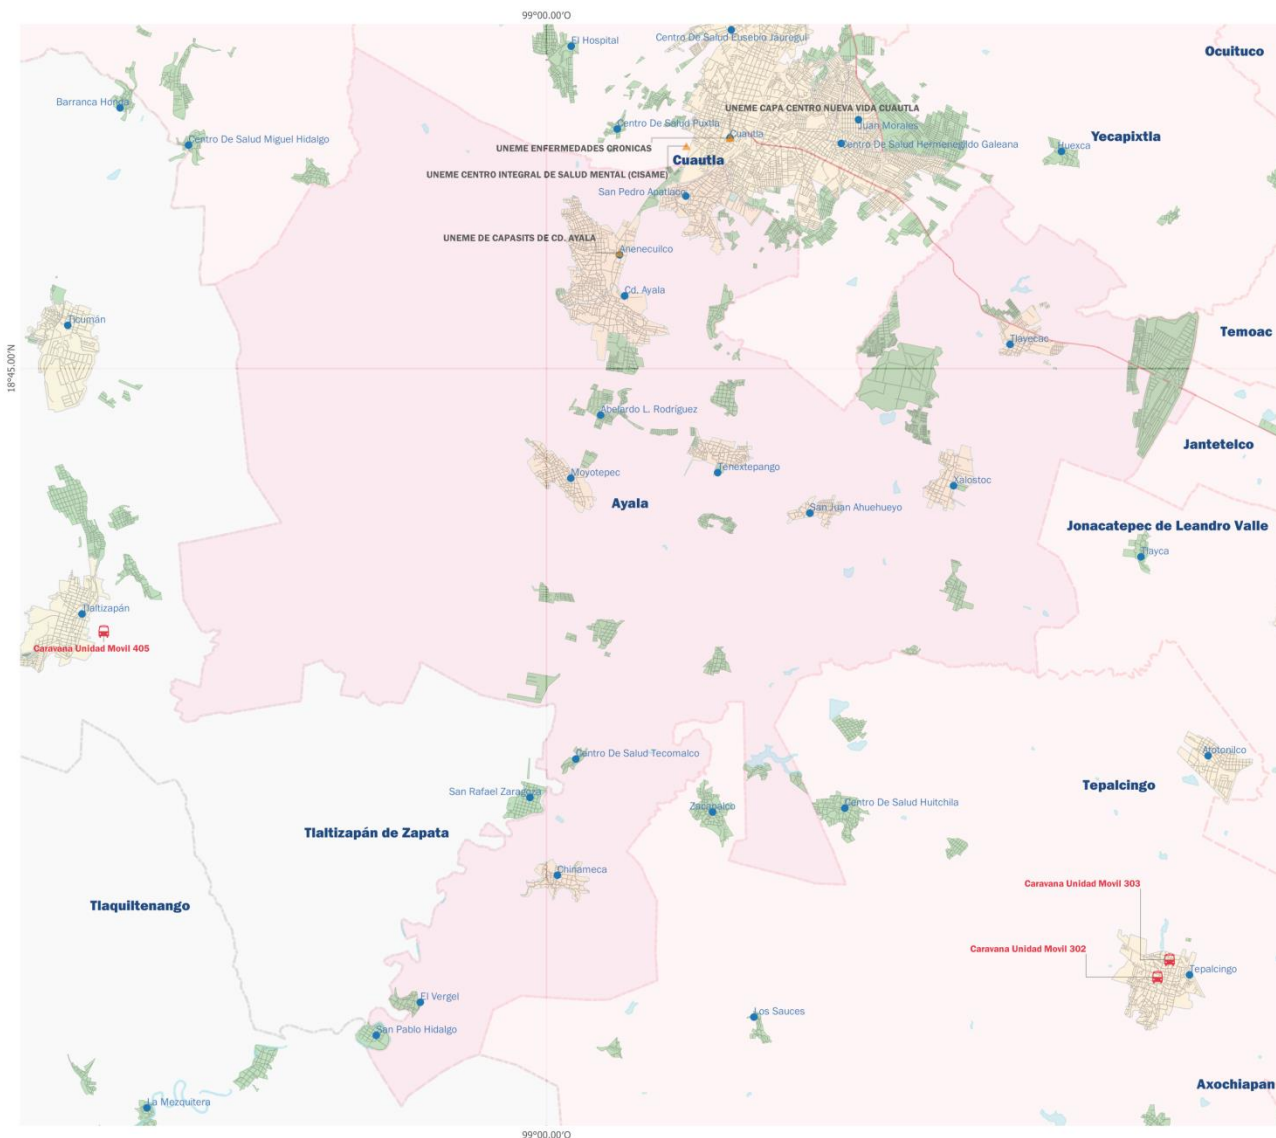 99°00.00'O
El Hospital
Centro De Salud Eusebio Jauregui
Ocuituco
Barranca Honda
UNEME CAPA CENTRO NUEVA VIDA CUAUTLA
Centro De Salud Puxtla
Juan Morales
Cuautla
Yecapixtla
Centro De Salud Miguel Hidalgo
UNEME ENFERMEDADES CRONICAS
Centro De Salud Hermenegildo Galeana
Huexca
Cuautla
UNEME CENTRO INTEGRAL DE SALUD MENTAL (CISAME)
San Pedro Apatlaco
UNEME DE CAPASITS DE CD. AYALA
Anenecuilco
Cd. Ayala
Ticumán
Temoac
Tlayecac
18°45.00'N
Abelardo L. Rodríguez
Jantetelco
Moyotepec
Tenextepango
Xalostoc
Ayala
San Juan Ahuehueyo
Jonacatepec de Leandro Valle
Tlayca
Tlaltizapán
Caravana Unidad Movil 405
Centro De Salud Tecomalco
Atotonilco
Tepalcingo
San Rafael Zaragoza
Zacapalco
Centro De Salud Huitchila
Tlaltizapán de Zapata
Chinameca
Caravana Unidad Movil 303
Tlaquiltenango
Caravana Unidad Movil 302
Tepalcingo
El Vergel
Los Sauces
San Pablo Hidalgo
Axochiapan
La Mezquitera
99°00.00'O